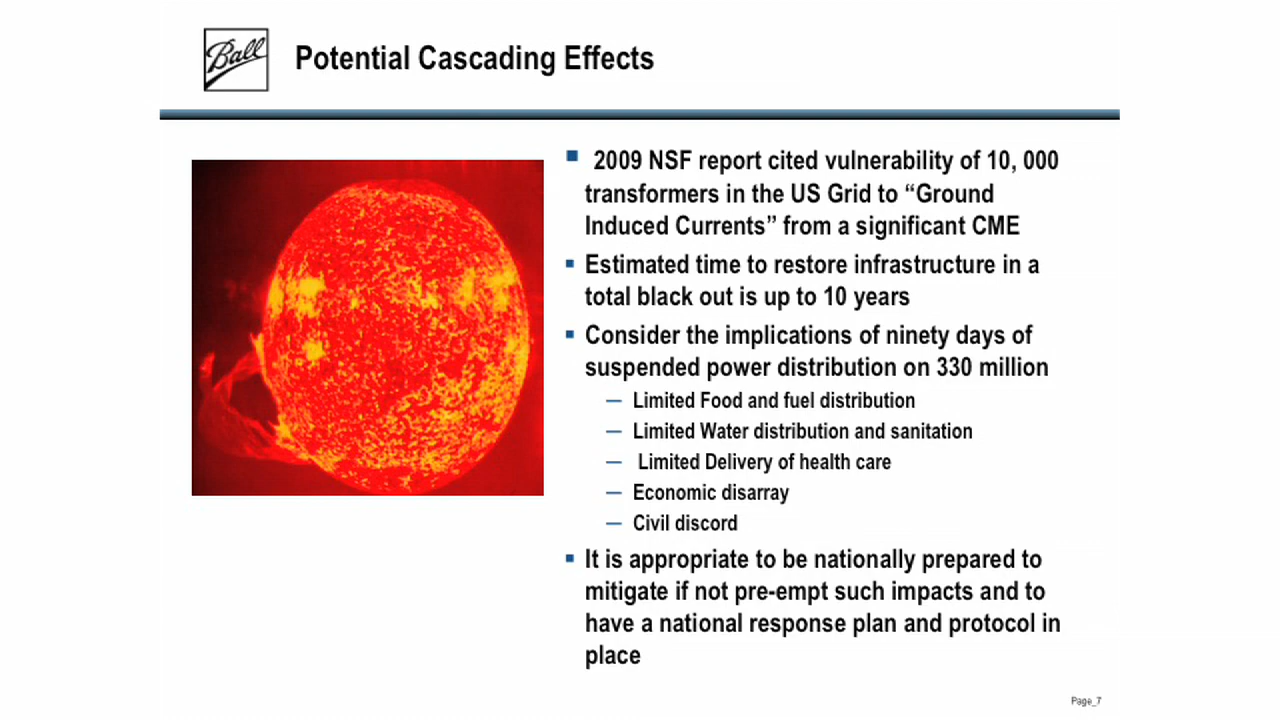 Ball
Potential Cascading Effects
2009 NSF report cited vulnerability of 10, 000
transformers in the US Grid to “Ground
Induced Currents” from a significant CME
Estimated time to restore infrastructure in a
total black out is up to 10 years
Consider the implications of ninety days of
suspended power distribution on 330 million
— Limited Food and fuel distribution
— Limited Water distribution and sanitation
— Limited Delivery of health care
— Economic disarray
— Civil discord
It is appropriate to be nationally prepared to
mitigate if not pre-empt such impacts and to
have a national response plan and protocol in
place
Page_7